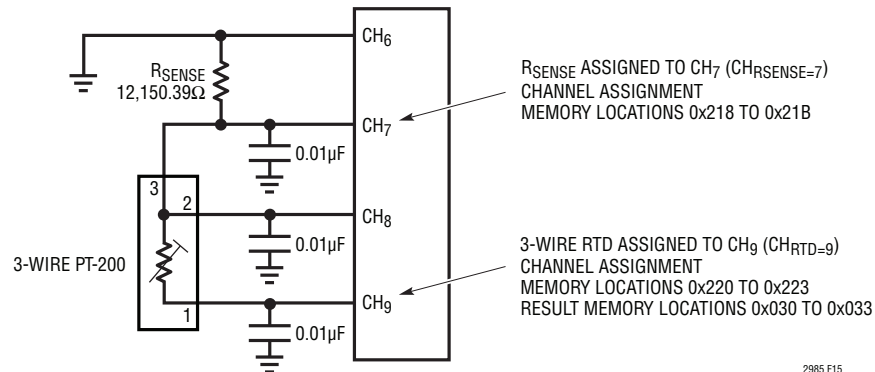 CH6
RSENSE
12,150.39Ω
CH7
0.01µF
3
2
CH8
0.01µF
3-WIRE PT-200
1
CH9
0.01µF
RSENSE ASSIGNED TO CH7 (CHRSENSE=7)
CHANNEL ASSIGNMENT
MEMORY LOCATIONS 0x218 TO 0x21B
3-WIRE RTD ASSIGNED TO CH9 (CHRTD=9)
CHANNEL ASSIGNMENT
MEMORY LOCATIONS 0x220 TO 0x223
RESULT MEMORY LOCATIONS 0x030 TO 0x033
2985 F15